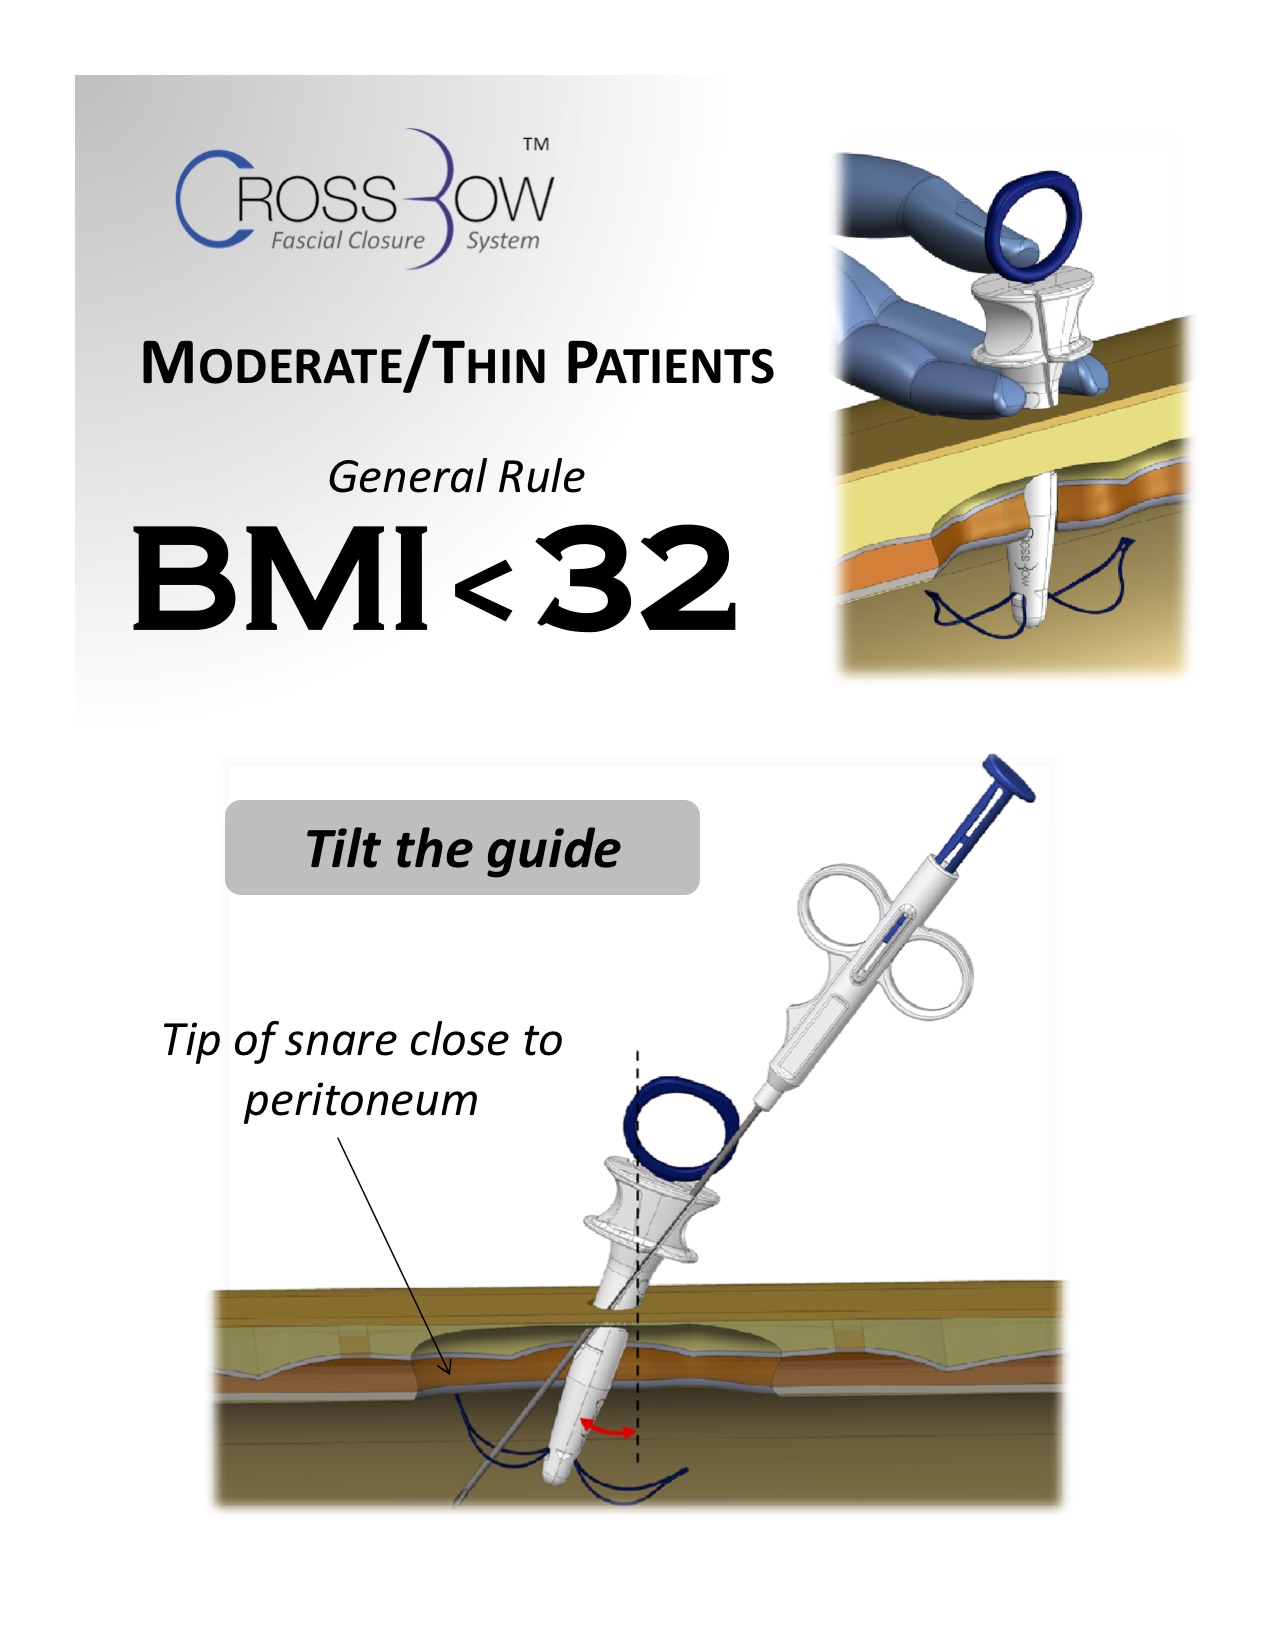 CROSSBOW™
Fascial Closure System
MODERATE/THIN PATIENTS
General Rule
BMI < 32
CROSSBOW
Tilt the guide
Tip of snare close to
peritoneum